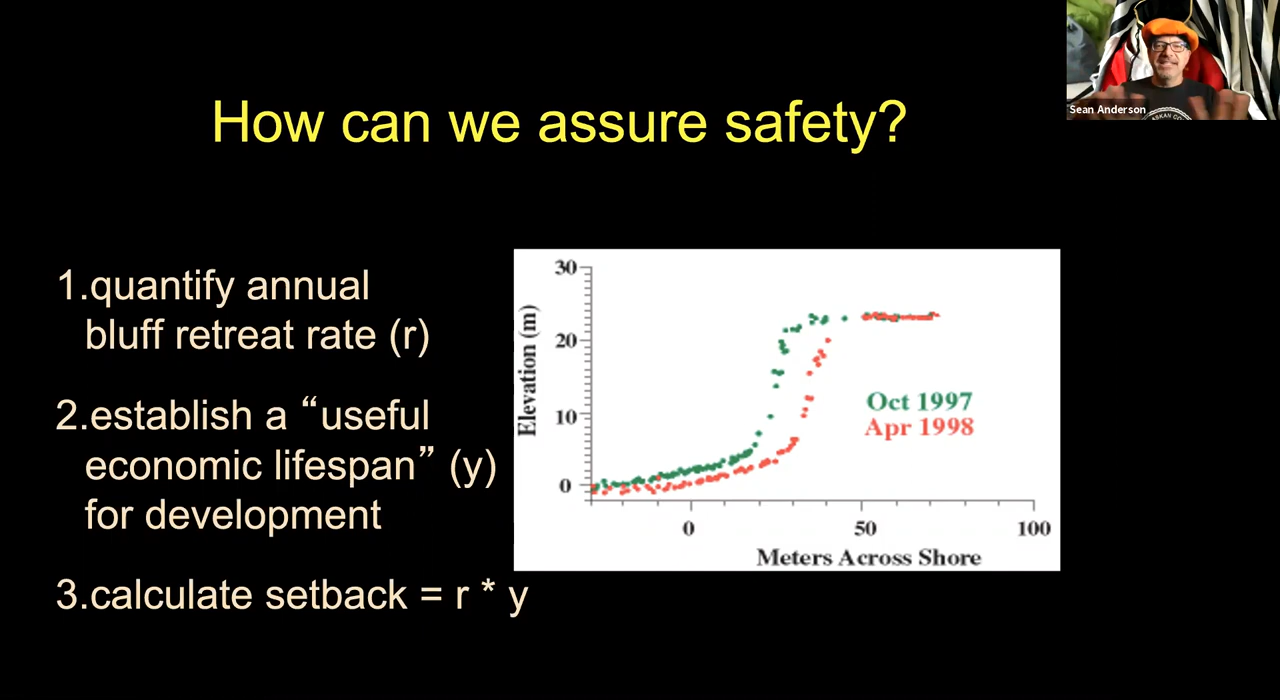 How can we assure safety?
Sean Anderson
1.quantify annual
bluff retreat rate (r)
2.establish a “useful
economic lifespan” (y)
for development
3.calculate setback = r * y
30
20
10
0
Elevation (m)
Oct 1997
Apr 1998
0 50 100
Meters Across Shore